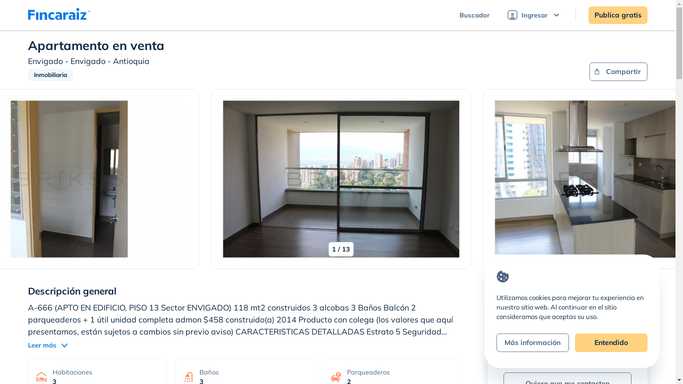 Fincaraiz
Buscador
Ingresar
Publica gratis
Apartamento en venta
Envigado - Envigado - Antioquia
Inmobiliaria
Compartir
1 / 13
Descripción general
A-666 (APTO EN EDIFICIO, PISO 13 Sector ENVIGADO) 118 mt2 construidos 3 alcobas 3 Baños Balcón 2
parqueaderos + 1 útil unidad completa admon $458 construido(a) 2014 Producto con colega (los valores que aquí
presentamos, están sujetos a cambios sin previo aviso) CARACTERISTICAS DETALLADAS Estrato 5 Seguridad...
Leer más
Habitaciones
3
Baños
3
Parqueaderos
2
Utilizamos cookies para mejorar tu experiencia en
nuestro sitio web. Al continuar en el sitio
consideramos que aceptas su uso.
Más información
Entendido
Quiero que me contacten